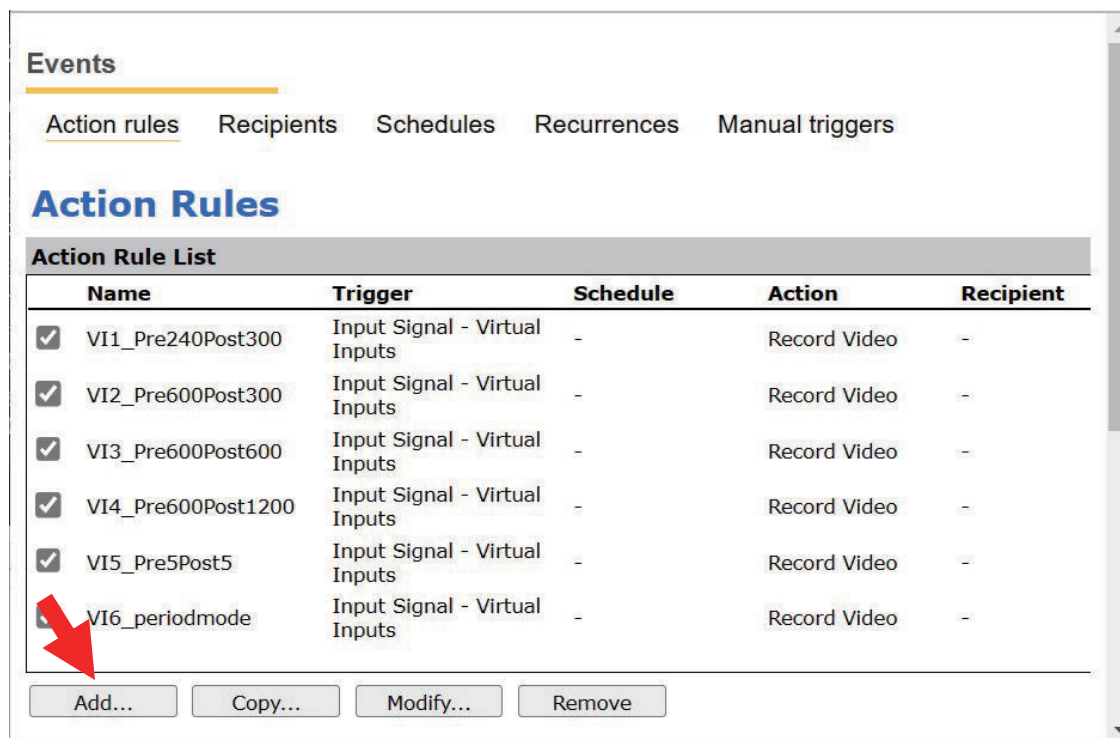 Events
Action rules Recipients Schedules Recurrences Manual triggers
Action Rules
Action Rule List
Name Trigger Schedule Action Recipient
VI1_Pre240Post300 Input Signal - Virtual Inputs - Record Video -
VI2_Pre600Post300 Input Signal - Virtual Inputs - Record Video -
VI3_Pre600Post600 Input Signal - Virtual Inputs - Record Video -
VI4_Pre600Post1200 Input Signal - Virtual Inputs - Record Video -
VI5_Pre5Post5 Input Signal - Virtual Inputs - Record Video -
VI6_periodmode Input Signal - Virtual Inputs - Record Video -
Add... Copy... Modify... Remove